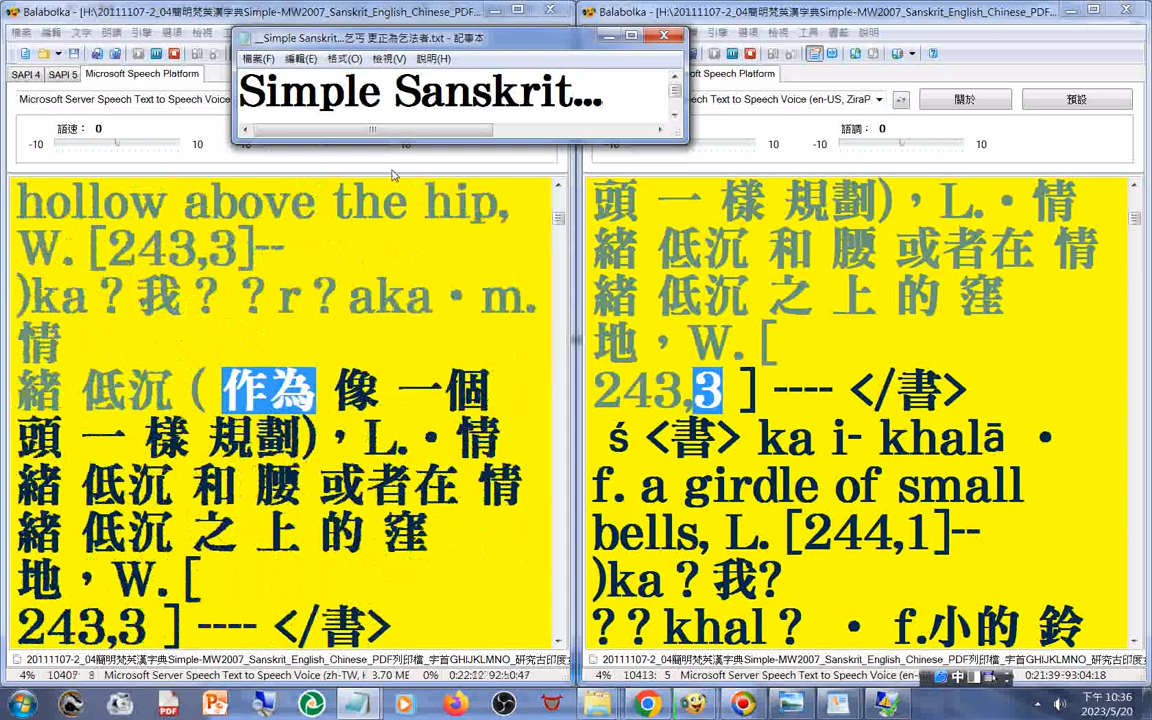 Balabolka - [H:\20111107-2_04簡明梵英漢字典Simple-MW2007_Sanskrit_English_Chinese_PDF...
Balabolka - [H:\20111107-2_04簡明梵英漢字典Simple-MW2007_Sanskrit_English_Chinese_PDF...
__Simple Sanskrit...乞丐 更正為乞法者.txt - 記事本
檔案(F) 編輯(E) 格式(O) 檢視(V) 說明(H)
Simple Sanskrit...
SAPI 4 SAPI 5 Microsoft Speech Platform
ft Speech Platform
Microsoft Server Speech Text to Speech Voice
ech Text to Speech Voice (en-US, ZiraP
關於
預設
語速： 0
語調： 0
-10 10 10
-10 10
hollow above the hip,
W. [243,3]--
)ka？我？？r？aka‧m.
情
緒 低沉 ( 作為 像 一個
頭 一 樣 規劃)，L.‧情
緒 低沉 和 腰 或者在 情
緒 低沉 之 上 的 窪
地，W. [
243,3 ] ---- </書>
頭 一 樣 規劃)，L.‧情
緒 低沉 和 腰 或者在 情
緒 低沉 之 上 的 窪
地，W. [
243,3 ] ---- </書>
ś <書> ka i- khalā ‧
f. a girdle of small
bells, L. [244,1]--
)ka？我?
??khal？ ‧ f.小的 鈴
20111107-2_04簡明梵英漢字典Simple-MW2007_Sanskrit_English_Chinese_PDF列印檔_字首GHIJKLMNO_研究古印度
20111107-2_04簡明梵英漢字典Simple-MW2007_Sanskrit_English_Chinese_PDF列印檔_字首GHIJKLMNO_研究古印度
4% 10407: 8 Microsoft Server Speech Text to Speech Voice (zh-TW, 3.70 ME 0% 0:22:12 92:50:47
4% 10413: 5 Microsoft Server Speech Text to Speech Voice 0:21:39 93:04:18
中
下午 10:36
2023/5/20